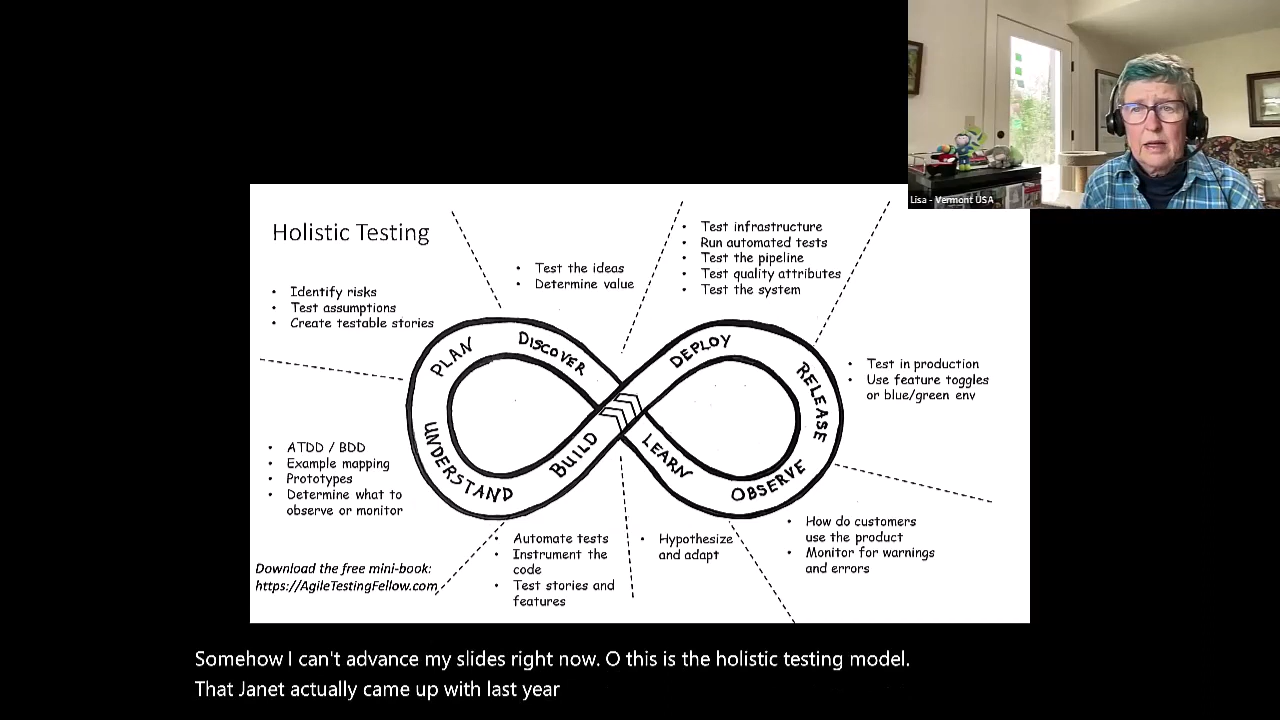 Lisa - Vermont USA
Holistic Testing
• Identify risks
• Test assumptions
• Create testable stories
• Test the ideas
• Determine value
• Test infrastructure
• Run automated tests
• Test the pipeline
• Test quality attributes
• Test the system
• Test in production
• Use feature toggles
or blue/green env
PLAN
DISCOVER
DEPLOY
RELEASE
UNDERSTAND
BUILD
LEARN
OBSERVE
• ATDD / BDD
• Example mapping
• Prototypes
• Determine what to
observe or monitor
• Automate tests
• Instrument the
code
• Test stories and
features
• Hypothesize
and adapt
• How do customers
use the product
• Monitor for warnings
and errors
Download the free mini-book:
https://AgileTestingFellow.com
Somehow I can't advance my slides right now. O this is the holistic testing model.
That Janet actually came up with last year